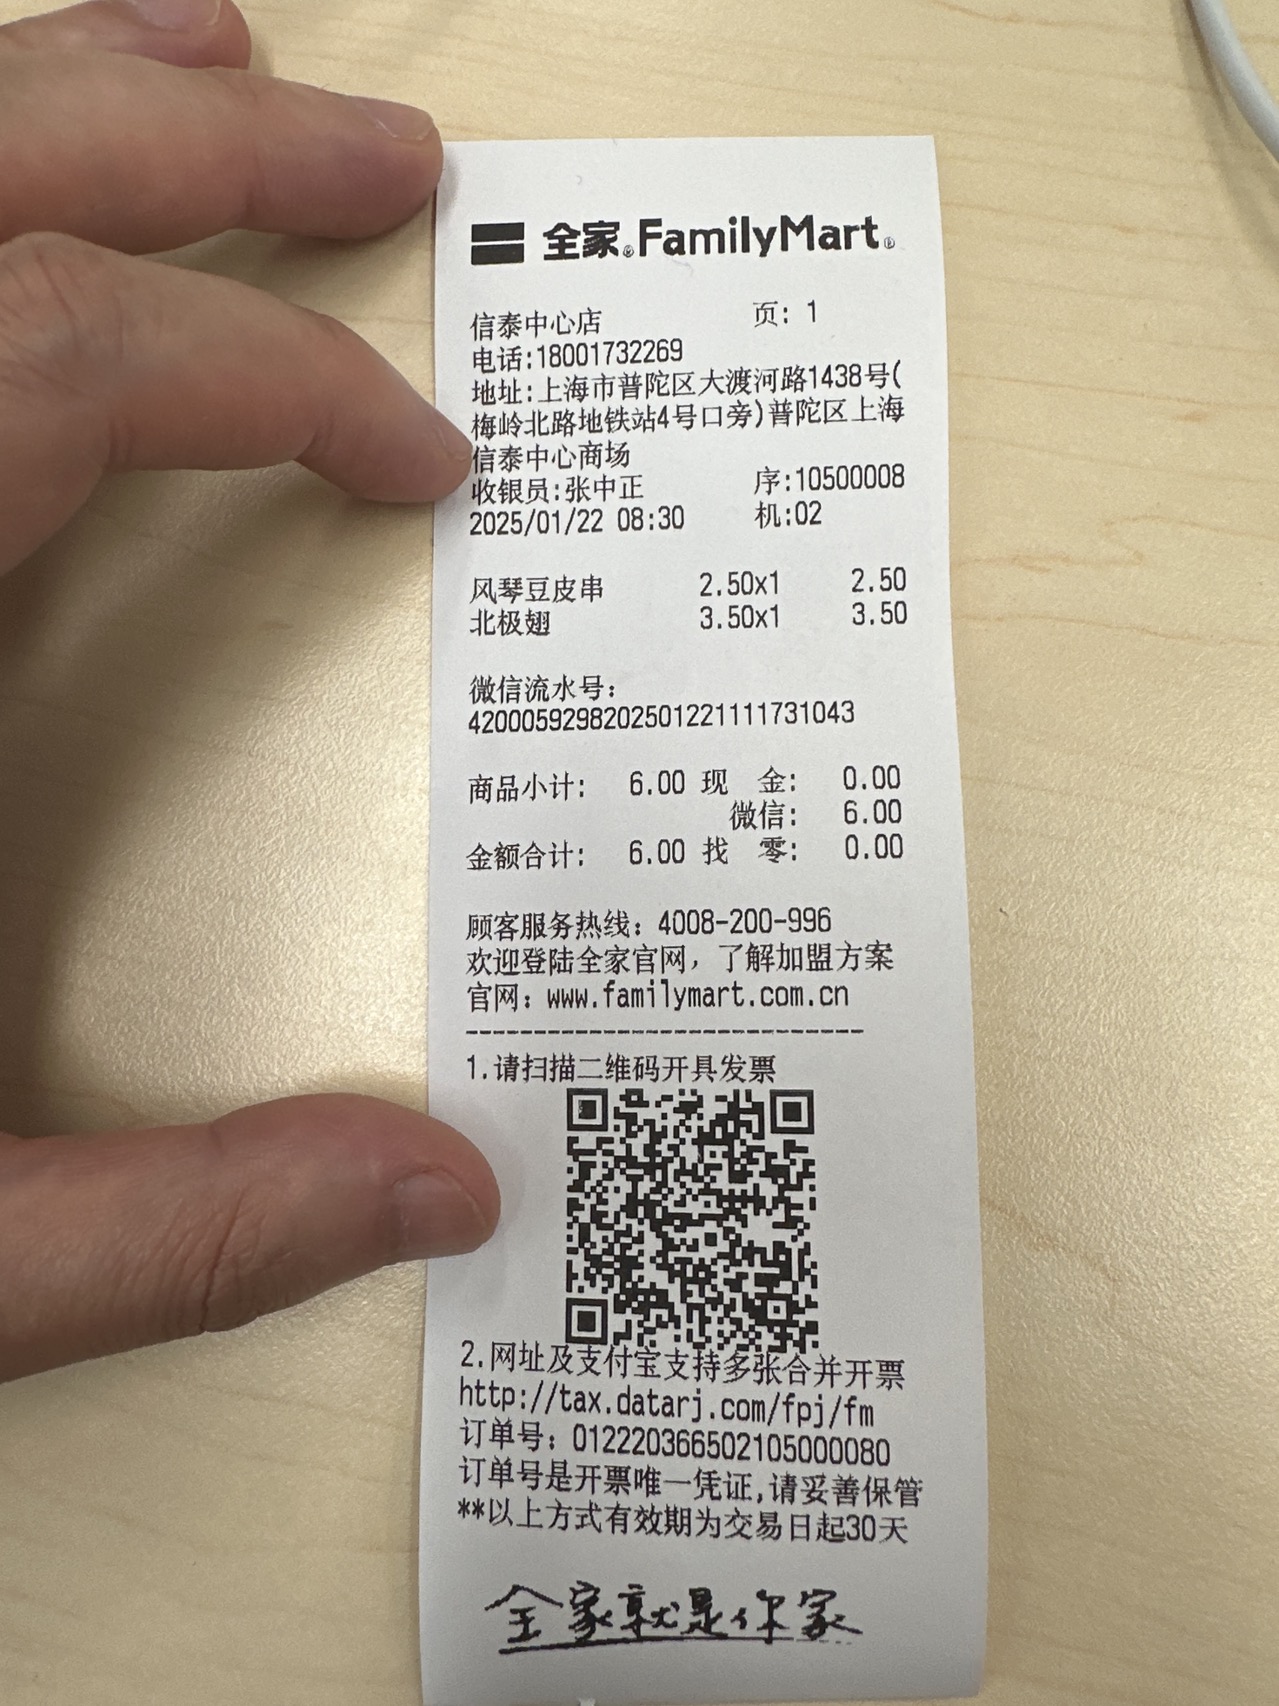 全家®FamilyMart®
信泰中心店 页: 1
电话:18001732269
地址:上海市普陀区大渡河路1438号(
梅岭北路地铁站4号口旁)普陀区上海
信泰中心商场
收银员:张中正 序:10500008
2025/01/22 08:30 机:02
风琴豆皮串 2.50x1 2.50
北极翅 3.50x1 3.50
微信流水号:
4200059298202501221111731043
商品小计: 6.00 现 金: 0.00
微信: 6.00
金额合计: 6.00 找 零: 0.00
顾客服务热线: 4008-200-996
欢迎登陆全家官网，了解加盟方案
官网: www.familymart.com.cn
------------------------------
1.请扫描二维码开具发票
2.网址及支付宝支持多张合并开票
http://tax.datarj.com/fpj/fm
订单号: 012220366502105000080
订单号是开票唯一凭证,请妥善保管
**以上方式有效期为交易日起30天
全家就是你家